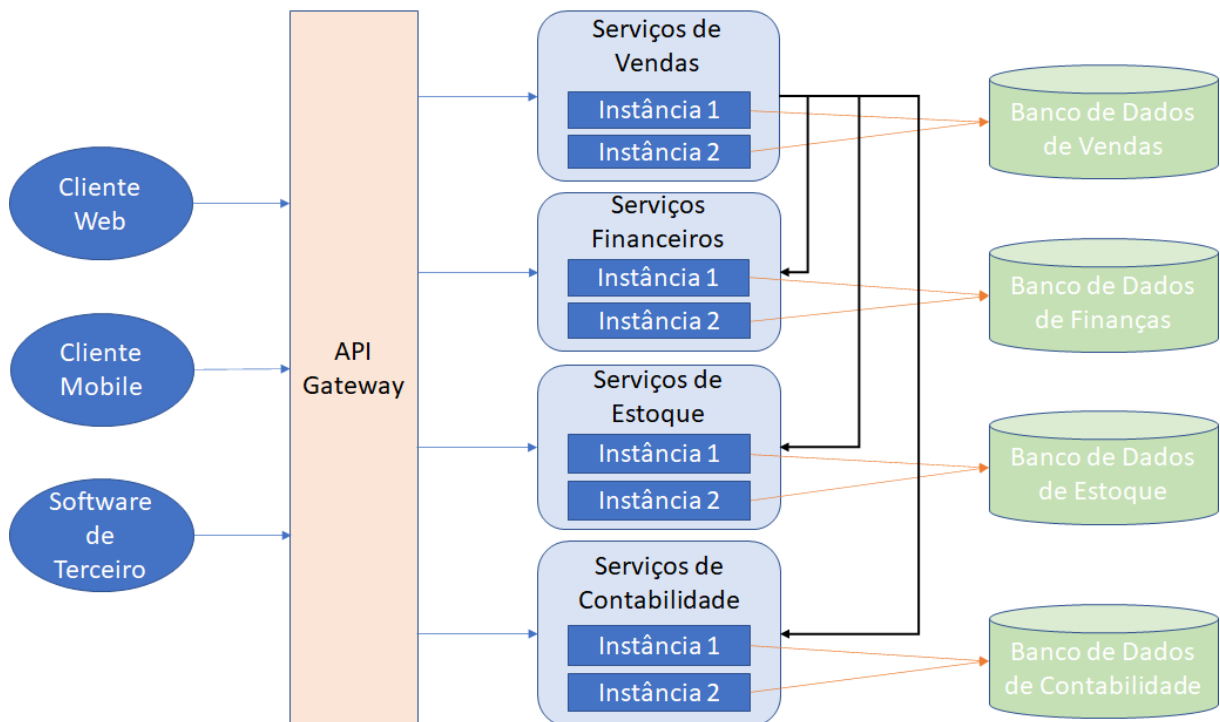 Cliente
Web
Cliente
Mobile
Software
de
Terceiro
API
Gateway
Serviços de
Vendas
Instância 1
Instância 2
Serviços
Financeiros
Instância 1
Instância 2
Serviços de
Estoque
Instância 1
Instância 2
Serviços de
Contabilidade
Instância 1
Instância 2
Banco de Dados
de Vendas
Banco de Dados
de Finanças
Banco de Dados
de Estoque
Banco de Dados
de Contabilidade